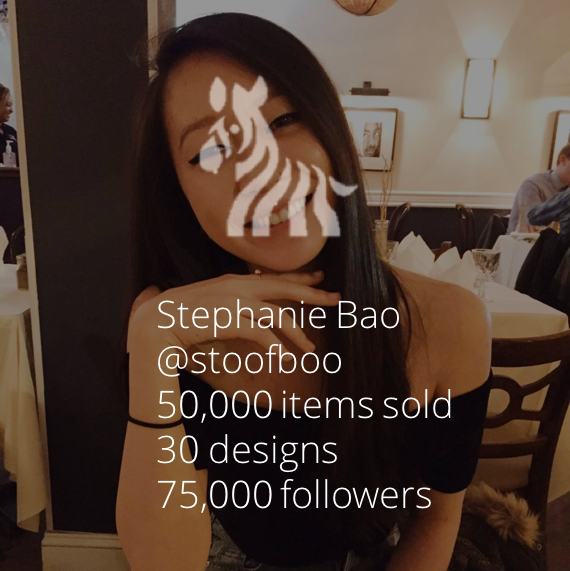 Stephanie Bao
@stoofboo
50,000 items sold
30 designs
75,000 followers